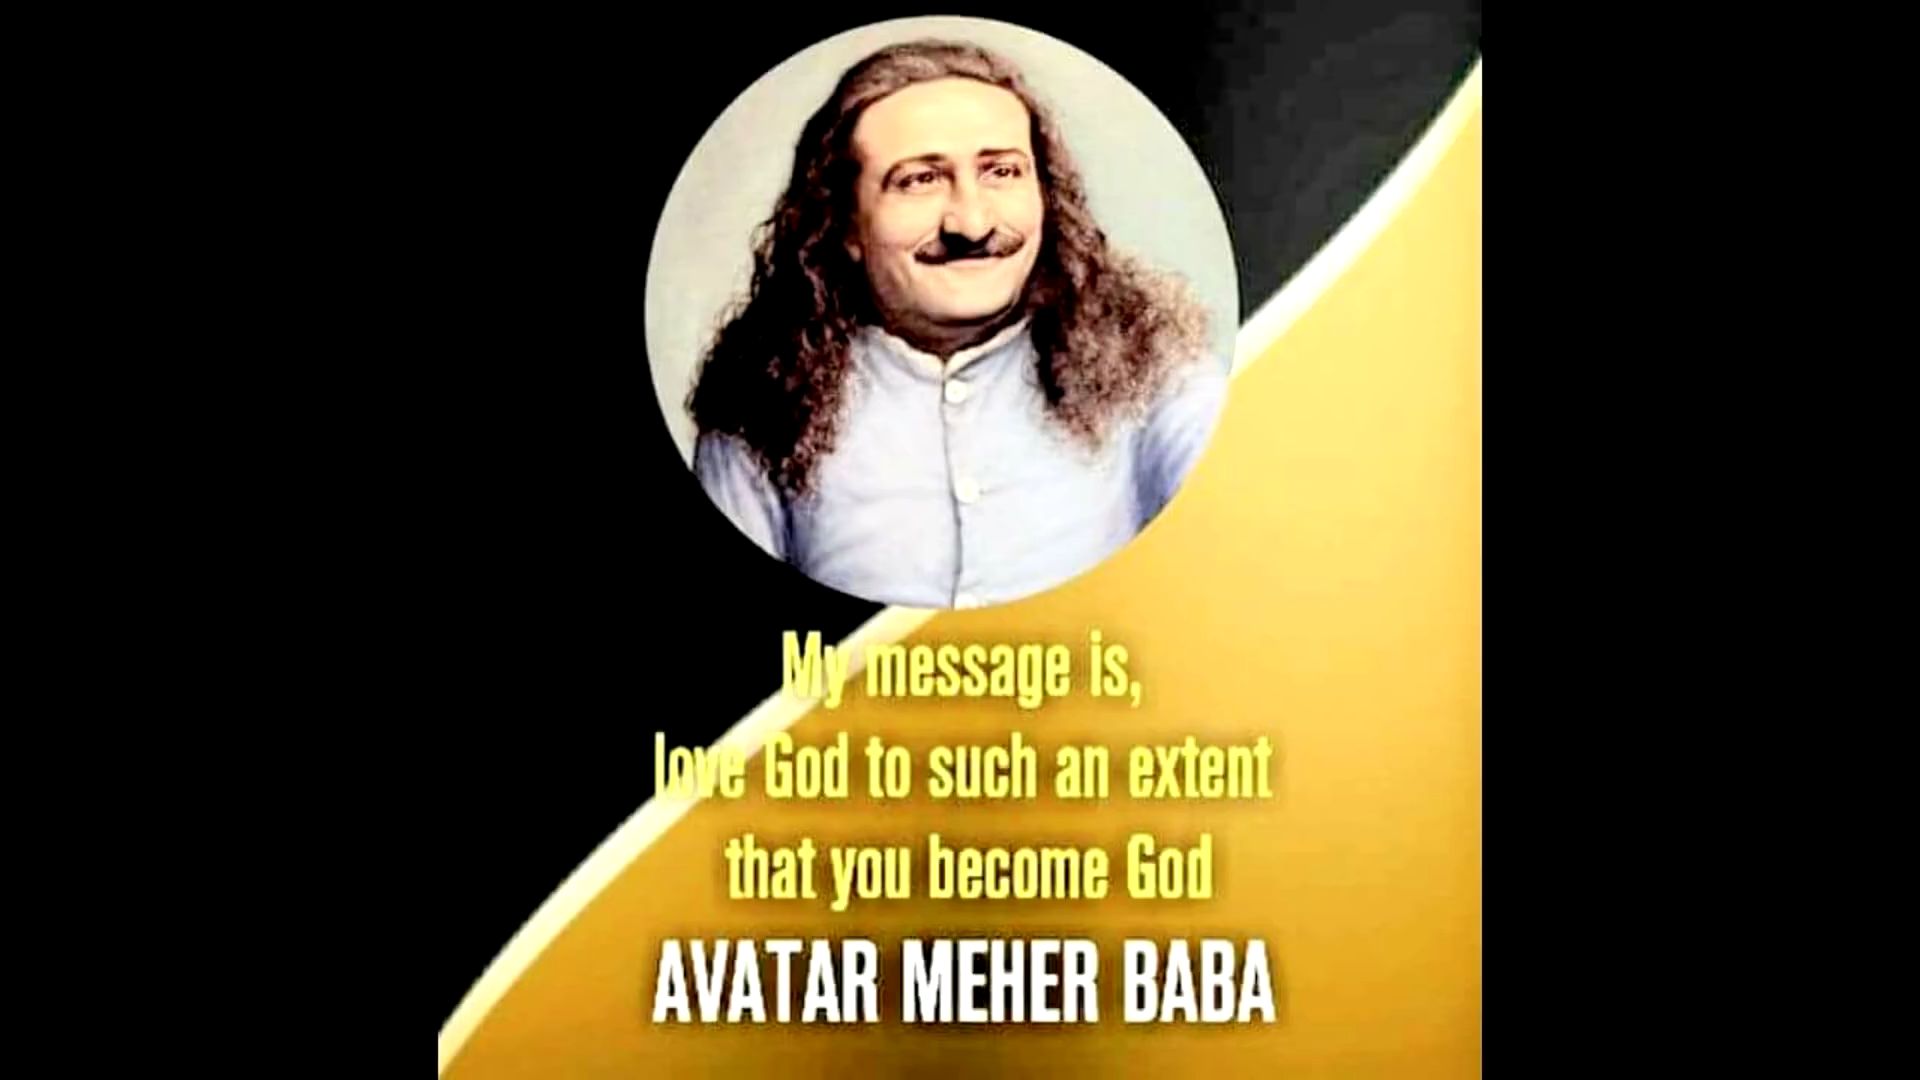 My message is,
love God to such an extent
that you become God
AVATAR MEHER BABA